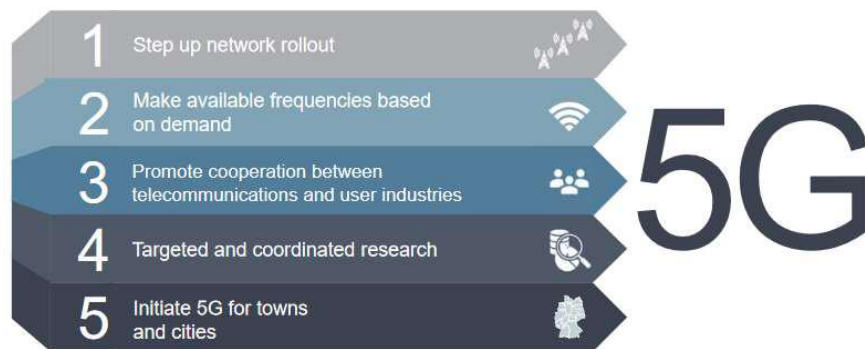 1 Step up network rollout
2 Make available frequencies based
on demand
3 Promote cooperation between
telecommunications and user industries
4 Targeted and coordinated research
5 Initiate 5G for towns
and cities
5G